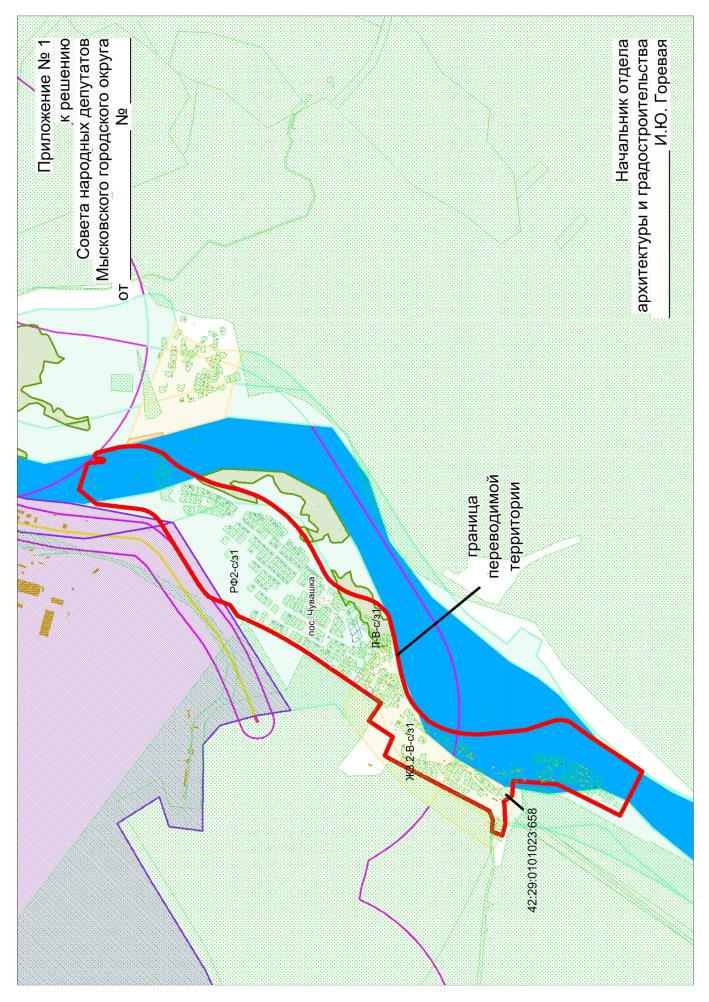 Приложение № 1
к решению
Совета народных депутатов
Мысковского городского округа
от № 
граница
переводимой
территории
РФ2-с/з1
пос. Чувашка
Л-В-с/з1
ЖЗ.2-В-с/з1
42:29:0101023:658
Начальник отдела
архитектуры и градостроительства
И.Ю. Горевая